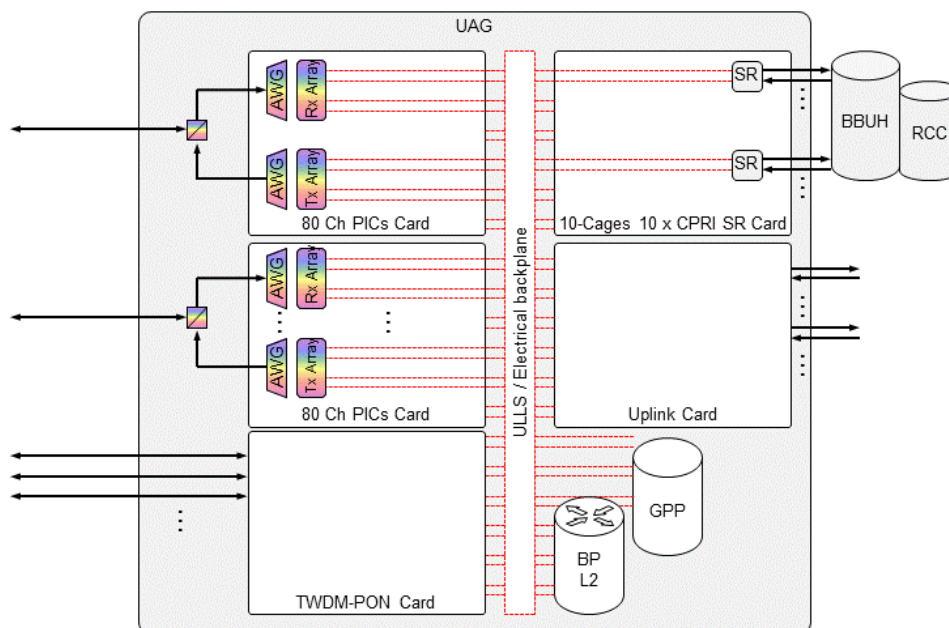 UAG
AWG
Rx Array
AWG
Tx Array
80 Ch PICs Card
SR
SR
10-Cages 10 x CPRI SR Card
BBUH
RCC
ULLS / Electrical backplane
AWG
Rx Array
AWG
Tx Array
80 Ch PICs Card
Uplink Card
TWDM-PON Card
GPP
BP
L2